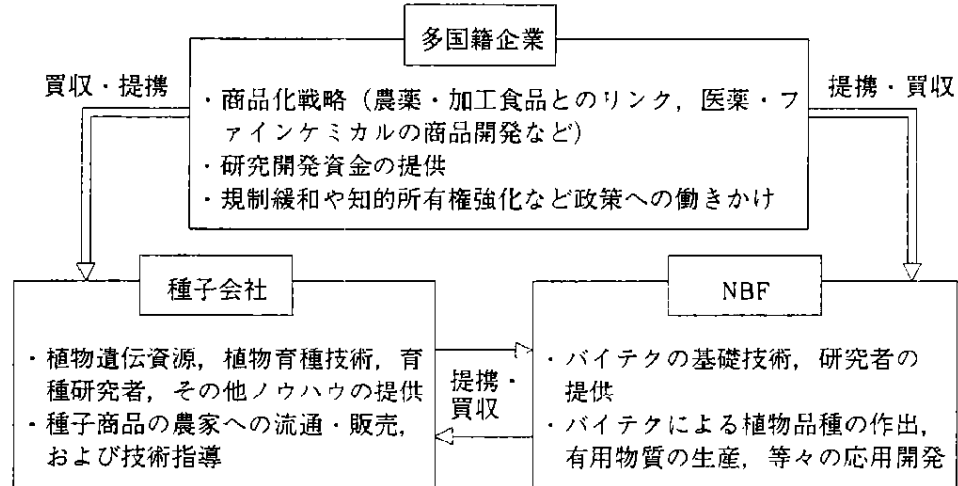 多国籍企業
買収・提携
提携・買収
・商品化戦略（農薬・加工食品とのリンク，医薬・フ
ァインケミカルの商品開発など）
・研究開発資金の提供
・規制緩和や知的所有権強化など政策への働きかけ
種子会社
・植物遺伝資源，植物育種技術，育
種研究者，その他ノウハウの提供
・種子商品の農家への流通・販売，
および技術指導
提携・
買収
NBF
・バイテクの基礎技術，研究者の
提供
・バイテクによる植物品種の作出，
有用物質の生産，等々の応用開発